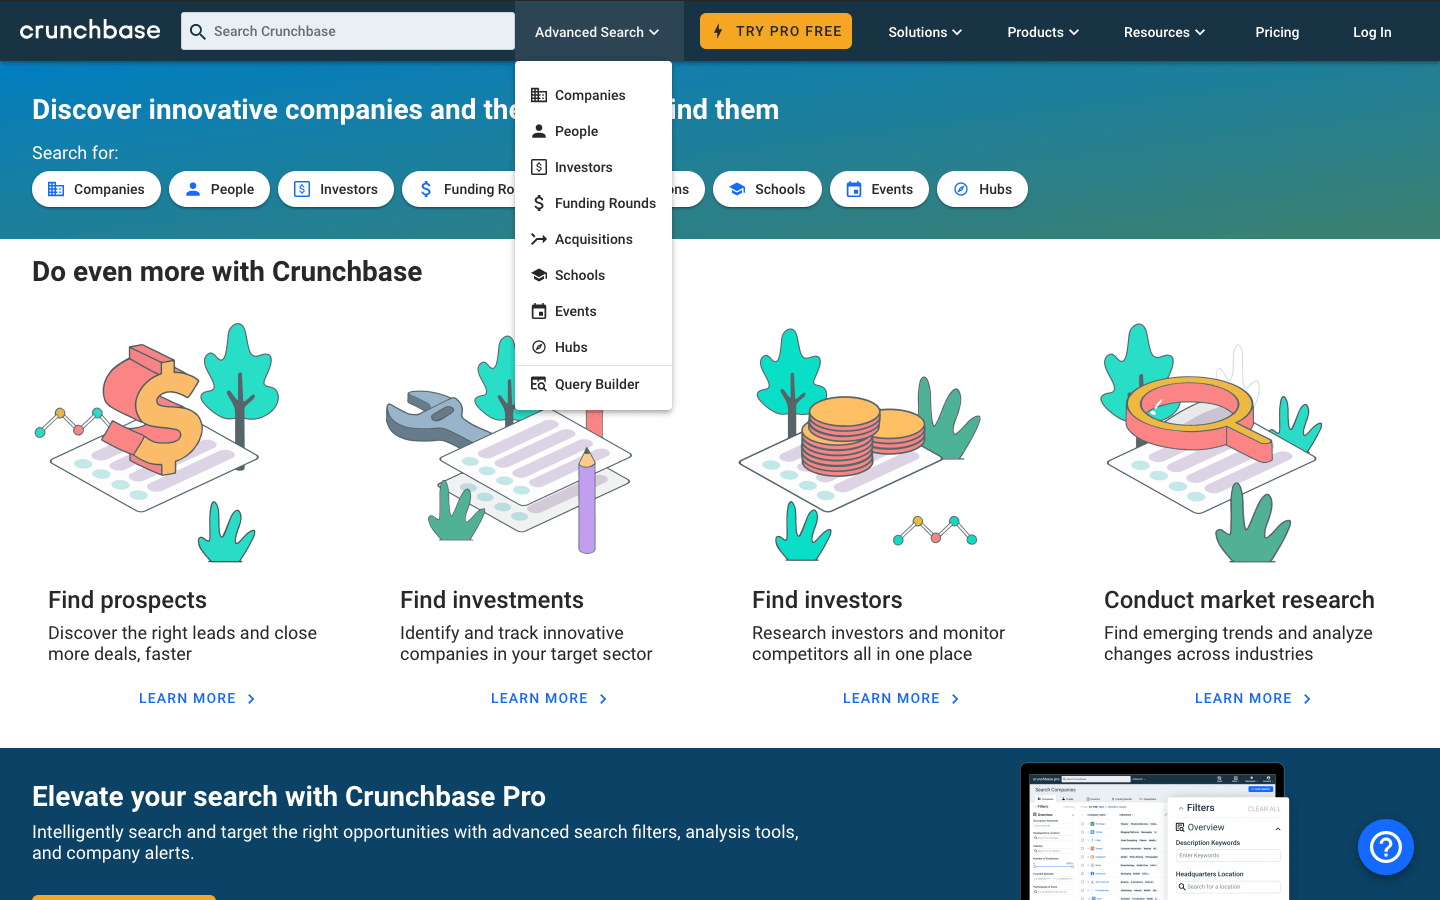 crunchbase
Search Crunchbase
Advanced Search
TRY PRO FREE
Solutions
Products
Resources
Pricing
Log In
Companies
People
Investors
Funding Rounds
Acquisitions
Schools
Events
Hubs
Query Builder
Discover innovative companies and the ind them
Search for:
Companies
People
Investors
Funding Ro
ns
Schools
Events
Hubs
Do even more with Crunchbase
Find prospects
Discover the right leads and close
more deals, faster
LEARN MORE
Find investments
Identify and track innovative
companies in your target sector
LEARN MORE
Find investors
Research investors and monitor
competitors all in one place
LEARN MORE
Conduct market research
Find emerging trends and analyze
changes across industries
LEARN MORE
Elevate your search with Crunchbase Pro
Intelligently search and target the right opportunities with advanced search filters, analysis tools,
and company alerts.
crunchbase pro
Search Companies
Filters
Overview
Filters
CLEAR ALL
Overview
Description Keywords
Enter Keywords
Headquarters Location
Search for a location